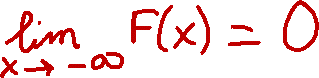 lim F(x) = 0
x → -∞